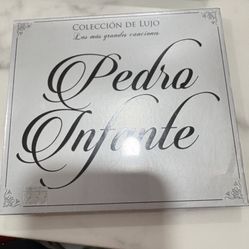 COLECCIÓN DE LUJO
Las más grandes canciones
Pedro
Infante